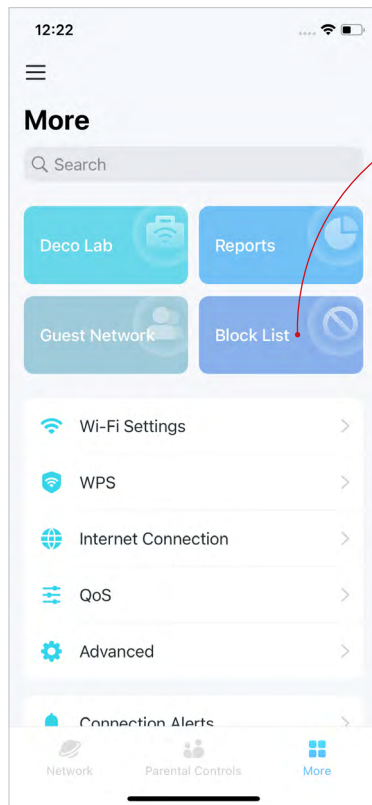 12:22
More
Search
Deco Lab
Reports
Guest Network
Block List
Wi-Fi Settings
WPS
Internet Connection
QoS
Advanced
Connection Alerts
Network
Parental Controls
More